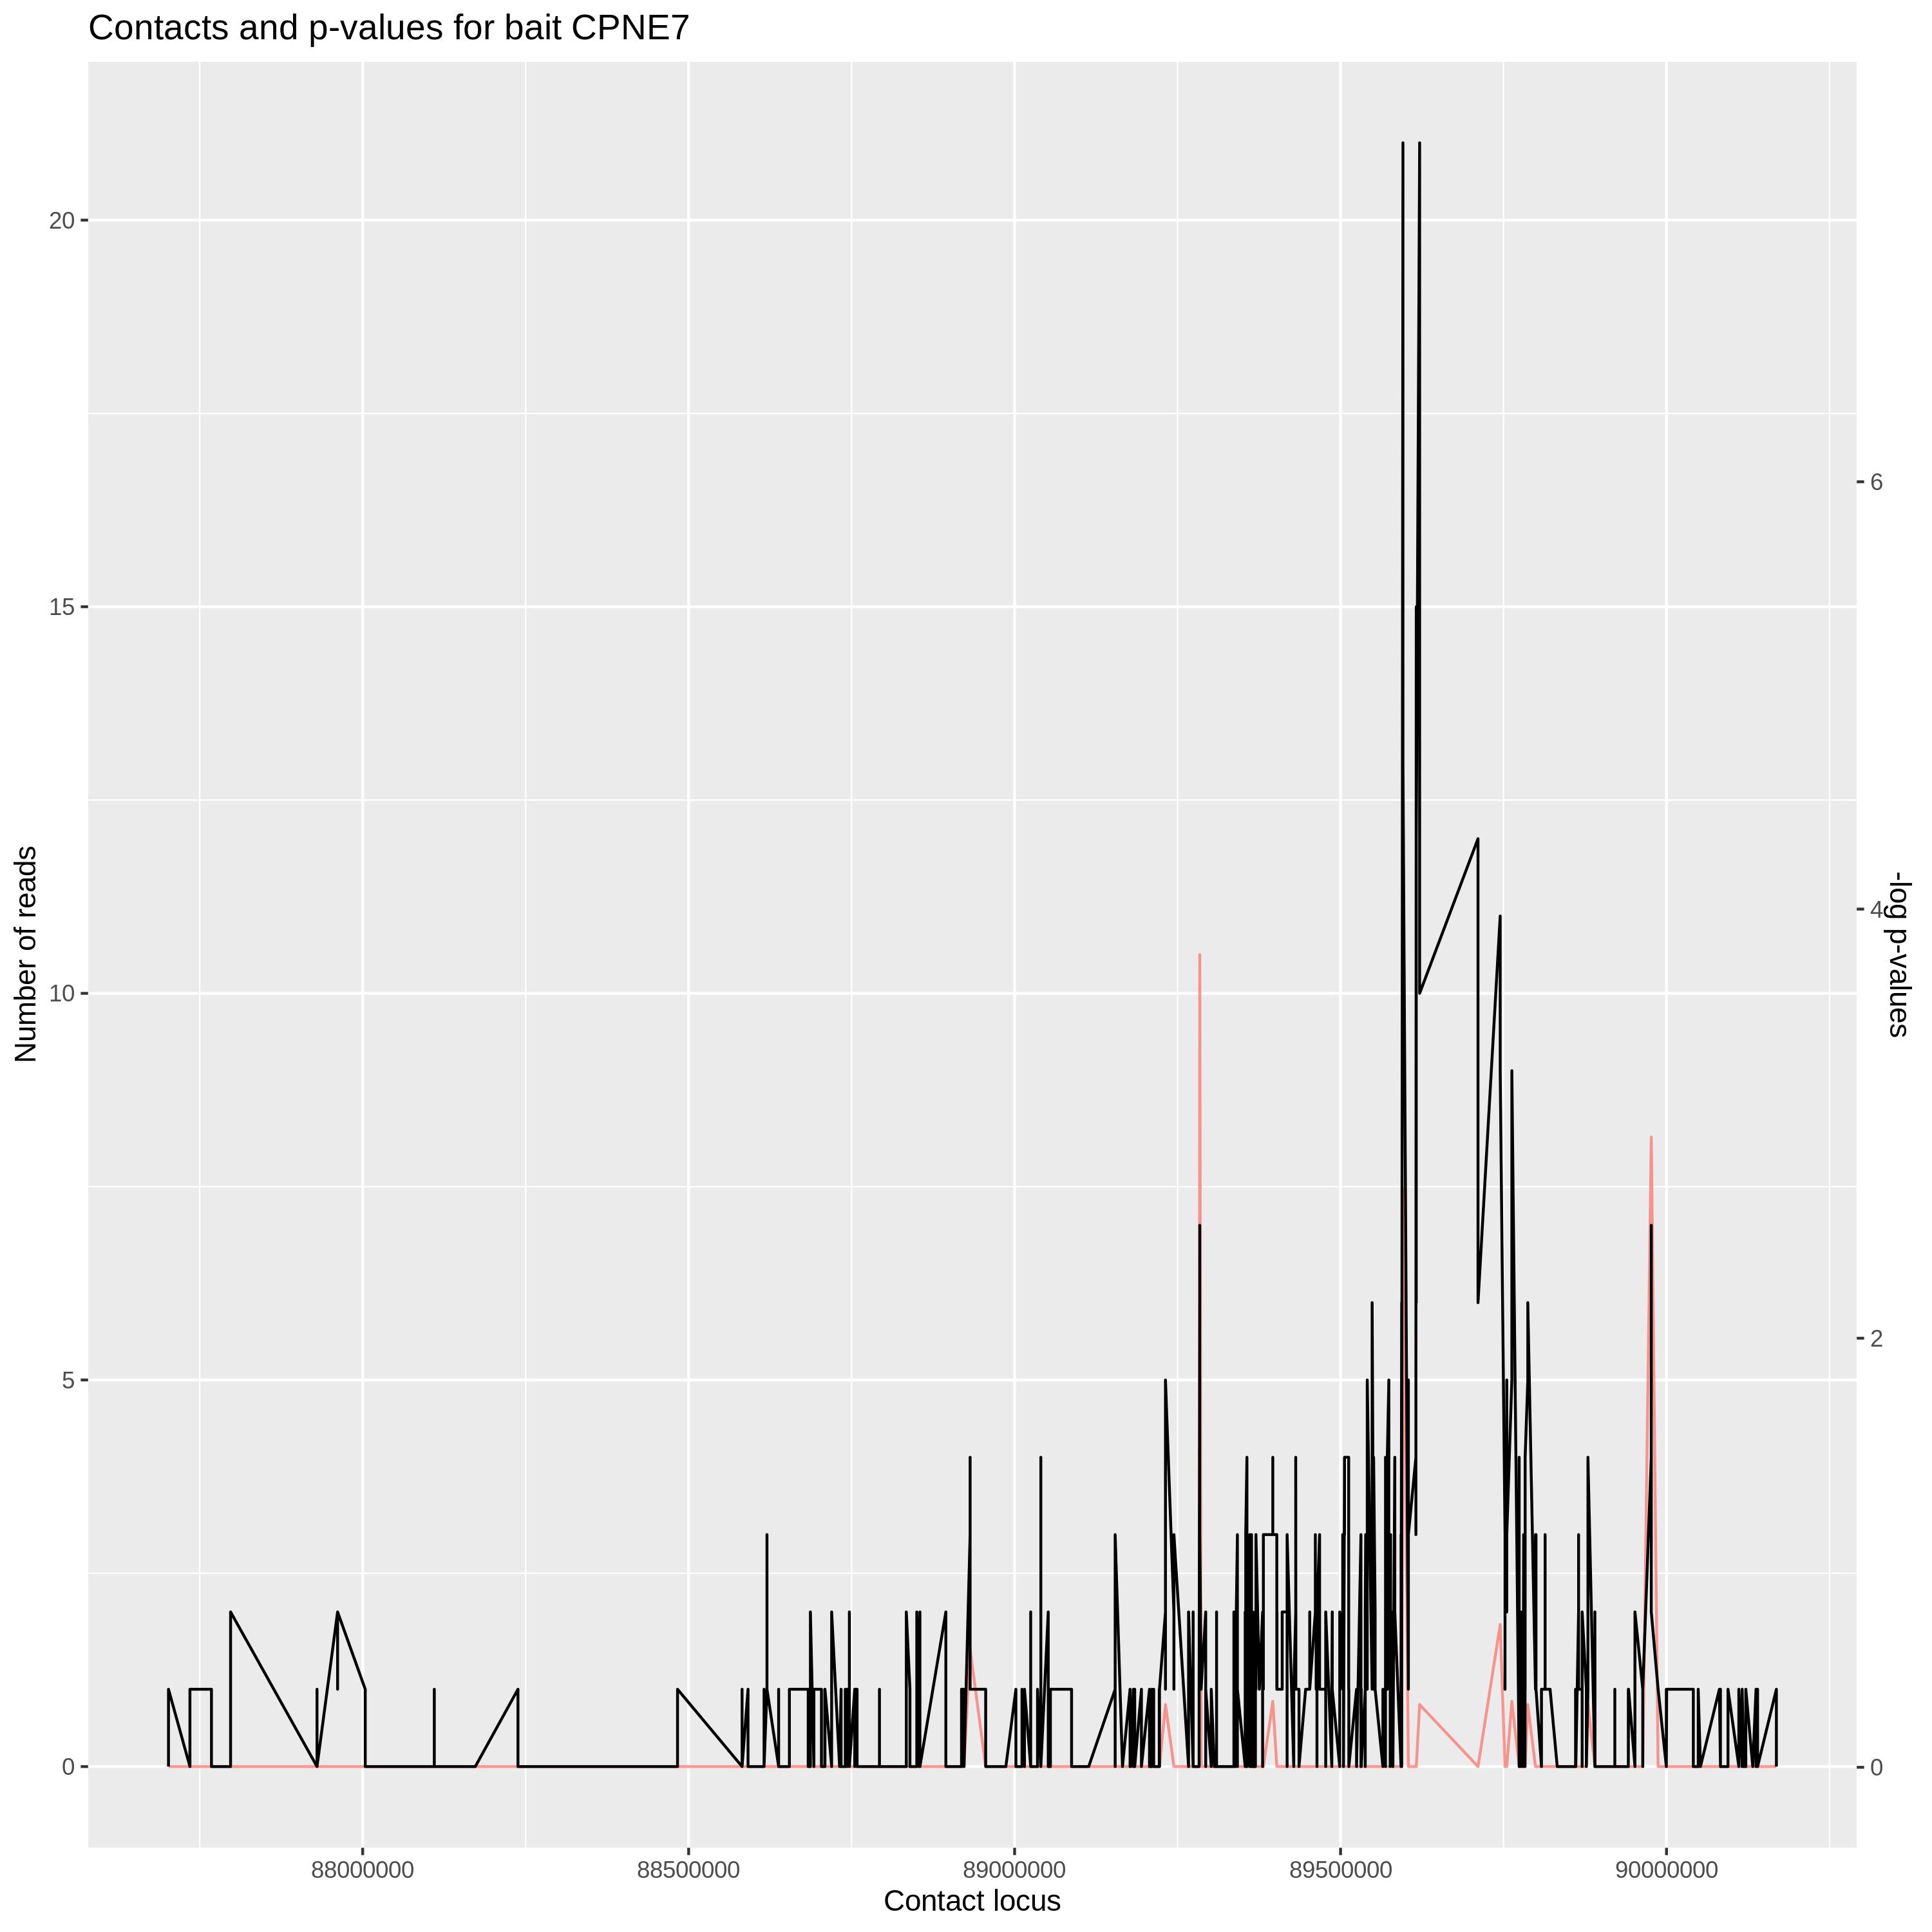 Contacts and p-values for bait CPNE7
20
15
10
5
0
Number of reads
6
4
2
0
-log p-values
88000000 88500000 89000000 89500000 90000000
Contact locus